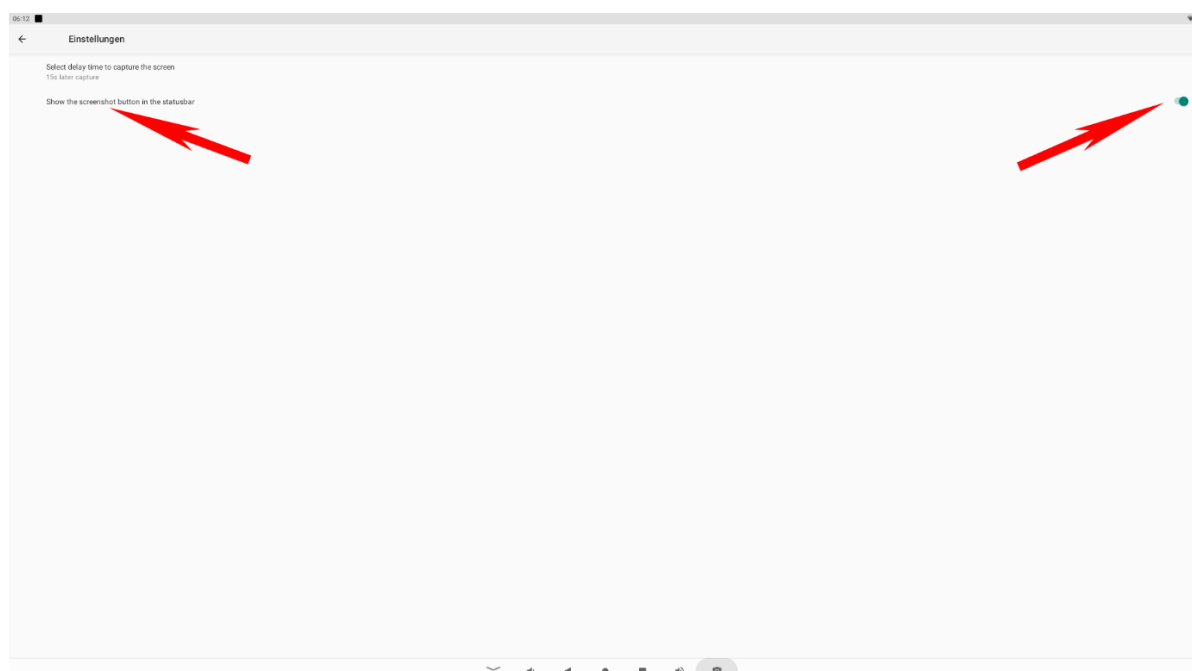 06:12
Einstellungen
Select delay time to capture the screen
15s later capture
Show the screenshot button in the statusbar